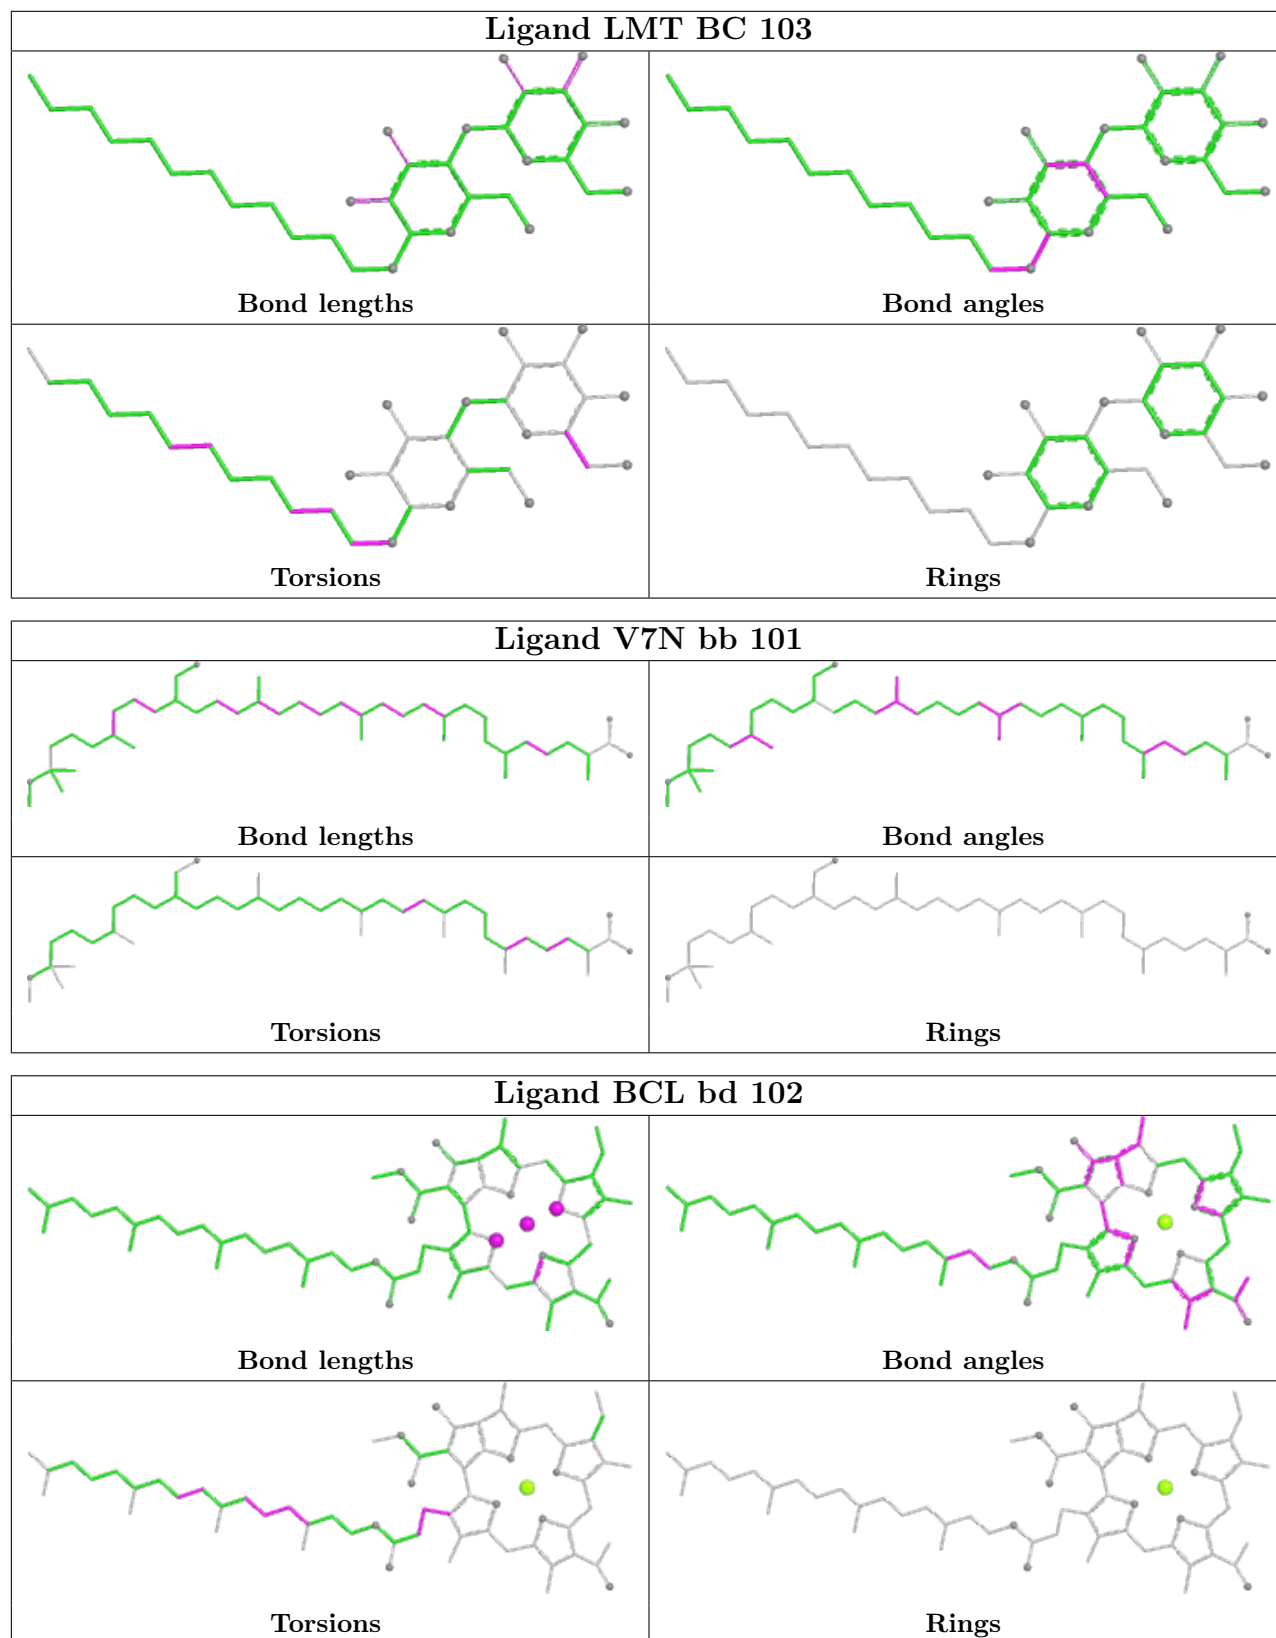 Ligand LMT BC 103
Bond lengths
Bond angles
Torsions
Rings
Ligand V7N bb 101
Bond lengths
Bond angles
Torsions
Rings
Ligand BCL bd 102
Bond lengths
Bond angles
Torsions
Rings